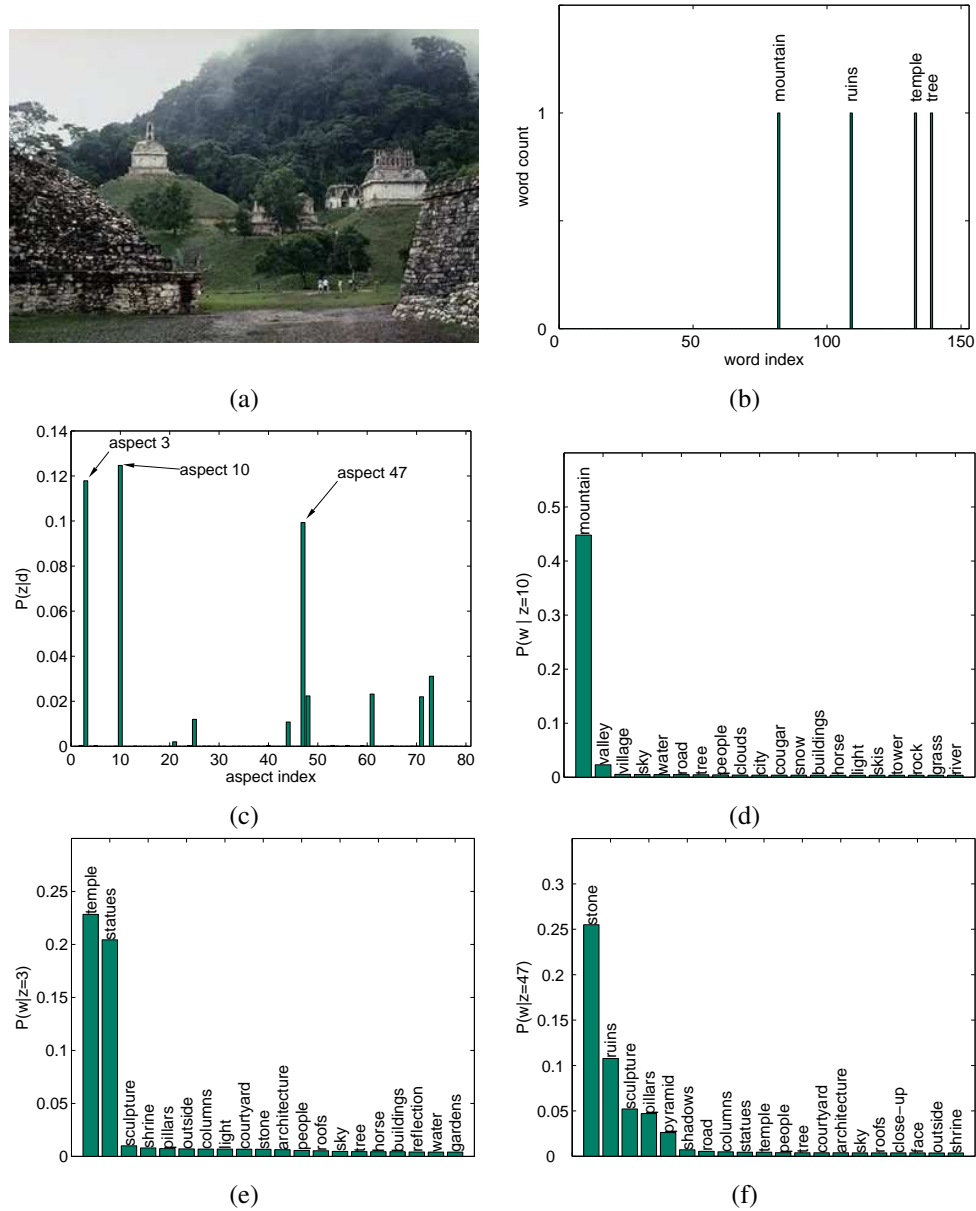 mountain
ruins
temple
tree
1
word count
0
0
50
100
150
word index
(a)
(b)
0.14
aspect 3
aspect 10
aspect 47
0.12
0.1
0.08
P(z|d)
0.06
0.04
0.02
0
0
10
20
30
40
50
60
70
80
aspect index
(c)
0.5
mountain
0.4
P(w | z=10)
0.3
0.2
0.1
0
valley
village
sky
water
road
tree
people
clouds
city
cougar
snow
buildings
horse
light
skis
tower
rock
grass
river
(d)
0.25
temple
statues
0.2
0.15
P(w|z=3)
0.1
0.05
0
sculpture
shrine
pillars
outside
columns
light
courtyard
stone
architecture
people
roofs
sky
tree
horse
buildings
reflection
water
gardens
(e)
0.3
stone
0.25
0.2
P(w|z=47)
0.15
0.1
ruins
0.05
0
sculpture
pillars
pyramid
shadows
road
columns
statues
temple
people
tree
courtyard
architecture
sky
roofs
close-up
face
outside
shrine
(f)